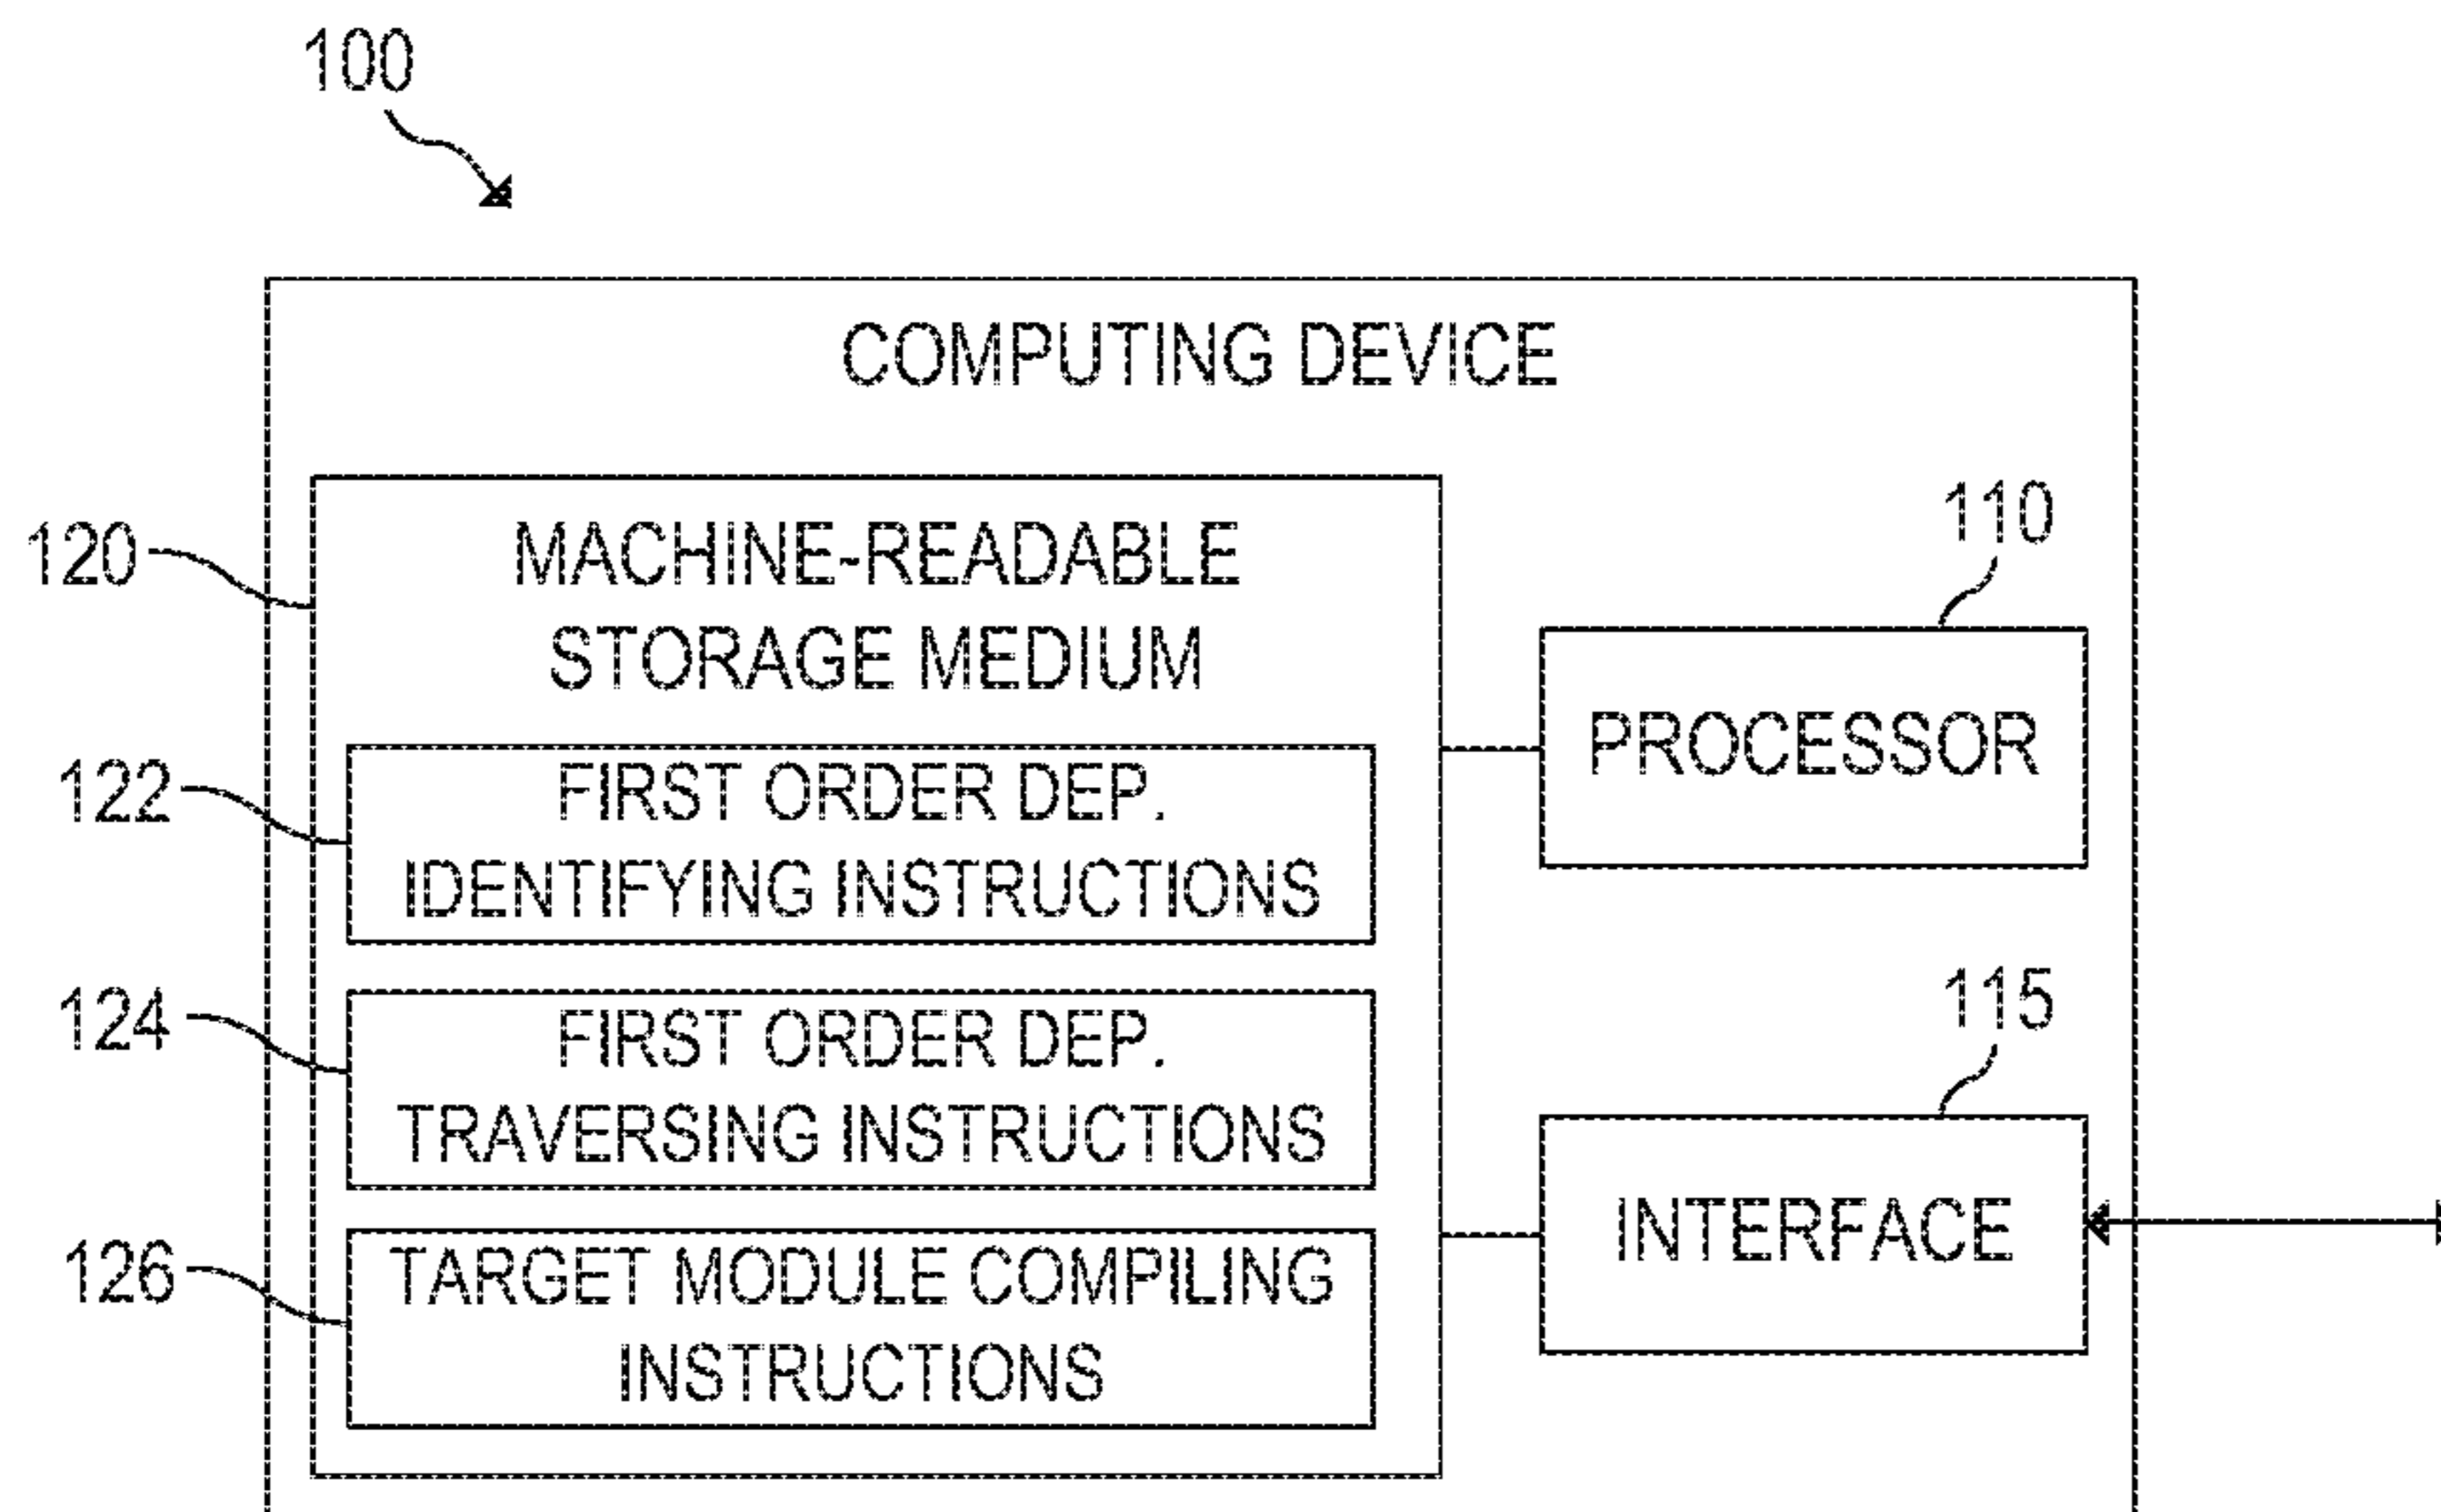 100
COMPUTING DEVICE
120
MACHINE-READABLE
STORAGE MEDIUM
110
PROCESSOR
122
FIRST ORDER DEP.
IDENTIFYING INSTRUCTIONS
124
FIRST ORDER DEP.
TRAVERSING INSTRUCTIONS
115
INTERFACE
126
TARGET MODULE COMPILING
INSTRUCTIONS